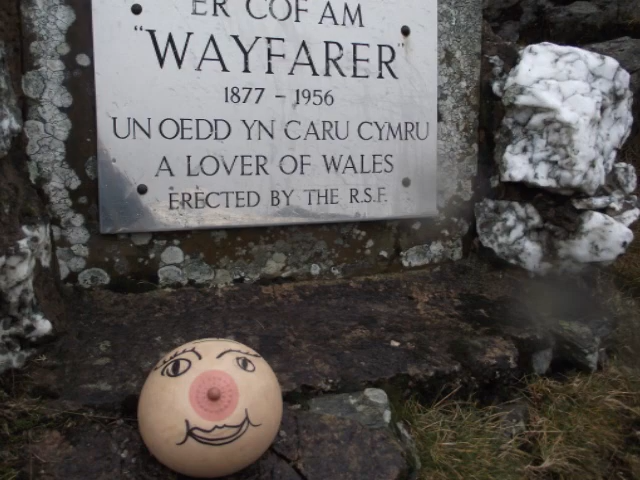 ER COF AM
"WAYFARER"
1877 - 1956
UN OEDD YN CARU CYMRU
A LOVER OF WALES
ERECTED BY THE R.S.F.